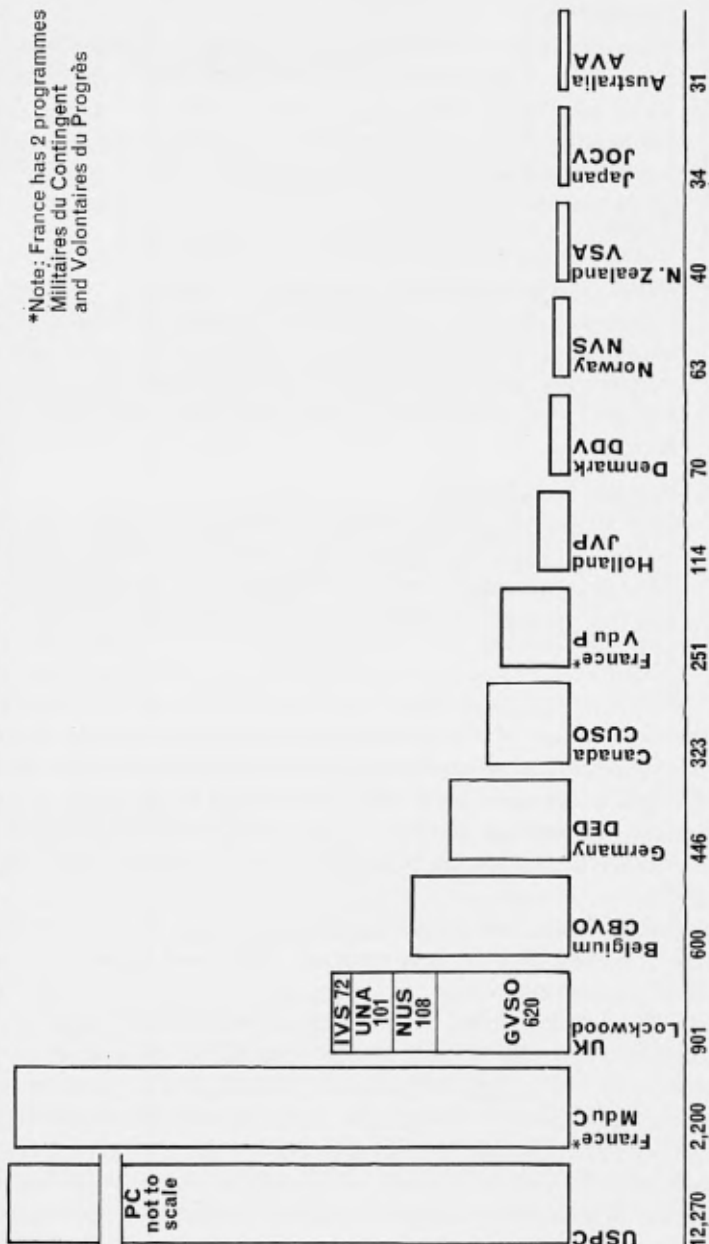 *Note: France has 2 programmes
Militaires du Contingent
and Volontaires du Progrès
PC
not to
scale
IVS 72
UNA
101
NUS
108
GVSO
620
USPC
France*
M du C
UK
Lockwood
Belgium
CBVO
Germany
DED
Canada
CUSO
France*
V du P
Holland
JVP
Denmark
DDV
Norway
NVS
N. Zealand
VSA
Japan
JOCV
Australia
AVA
12,270
2,200
901
600
446
323
251
114
70
63
40
34
31